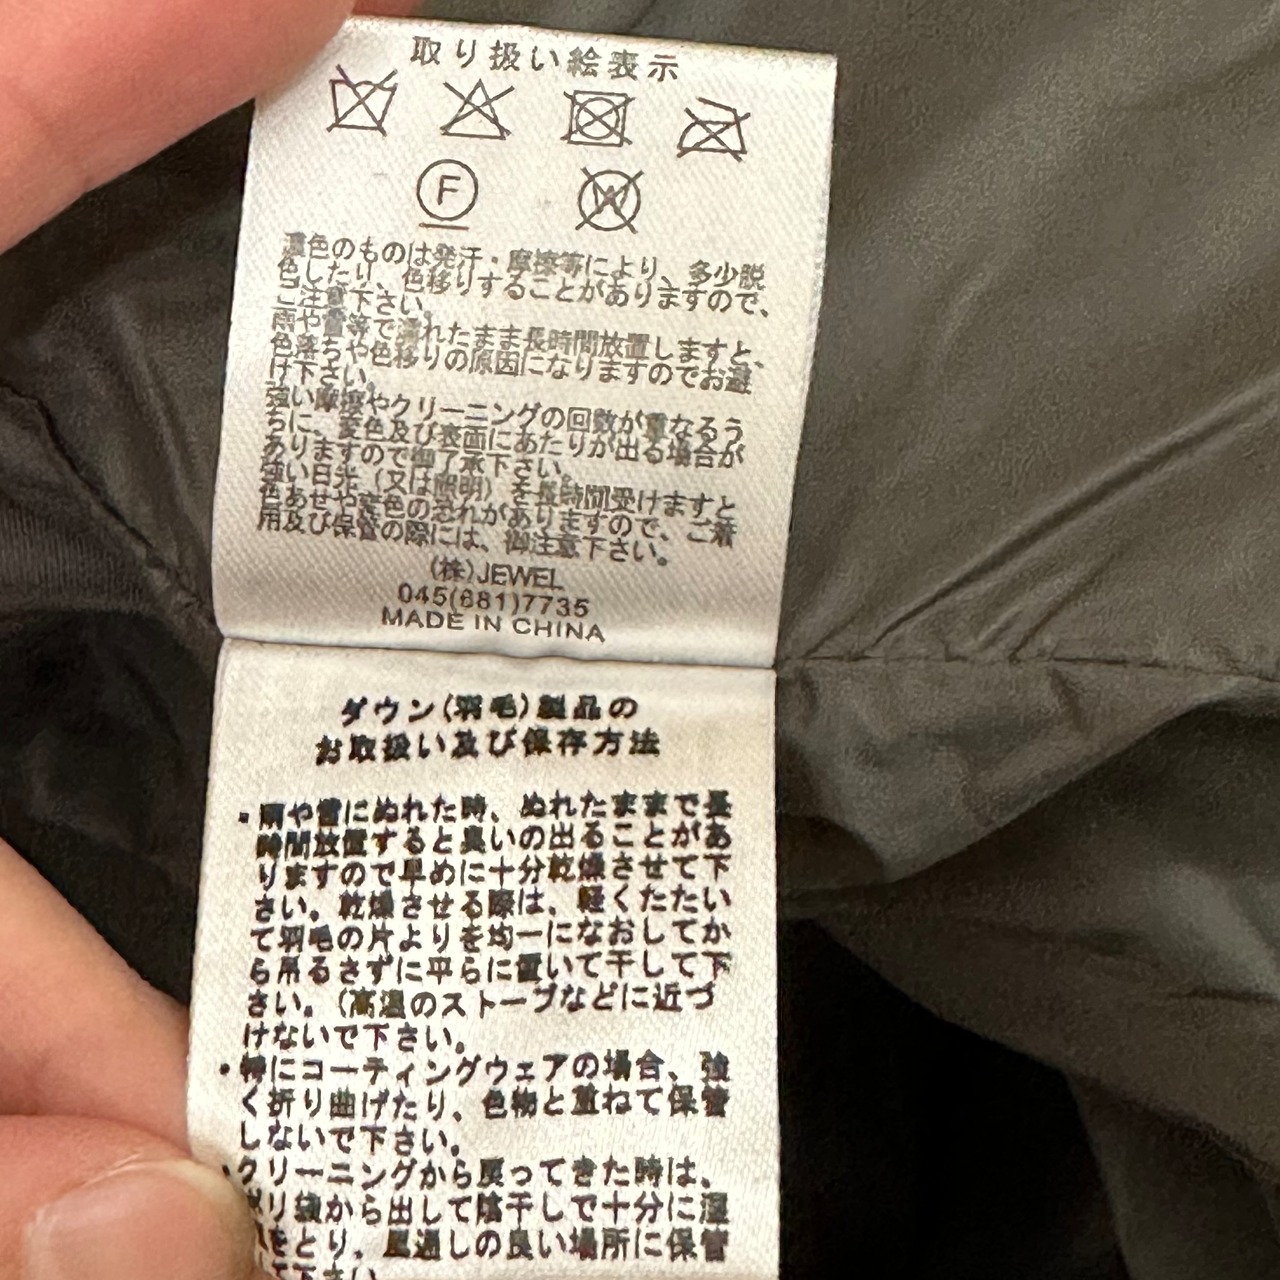 取り扱い絵表示
F W
濃色のものは発汗・摩擦等により、多少脱
色したり、色移りすることがありますので、
ご注意下さい。
雨や雪等で濡れたまま長時間放置しますと、
色落ちや色移りの原因になりますのでお避
け下さい。
強い摩擦やクリーニングの回数が重なるう
ちに、変色及び表面にあたりが出る場合が
ありますので御了承下さい。
強い日光（又は照明）を長時間受けますと
色あせや変色の恐れがありますので、ご着
用及び保管の際には、御注意下さい。
(株)JEWEL
045(681)7735
MADE IN CHINA
ダウン(羽毛)製品の
お取扱い及び保存方法
・雨や雪にぬれた時、ぬれたままで長
時間放置すると臭いの出ることがあ
りますので早めに十分乾燥させて下
さい。乾燥させる際は、軽くたたい
て羽毛の片よりを均一になおしてか
ら吊るさずに平らに置いて干して下
さい。(高温のストーブなどに近づ
けないで下さい。
・特にコーティングウェアの場合、強
く折り曲げたり、色物と重ねて保管
しないで下さい。
・クリーニングから戻ってきた時は、
ポリ袋から出して陰干しで十分に湿
をとり、風通しの良い場所に保管
して下さい